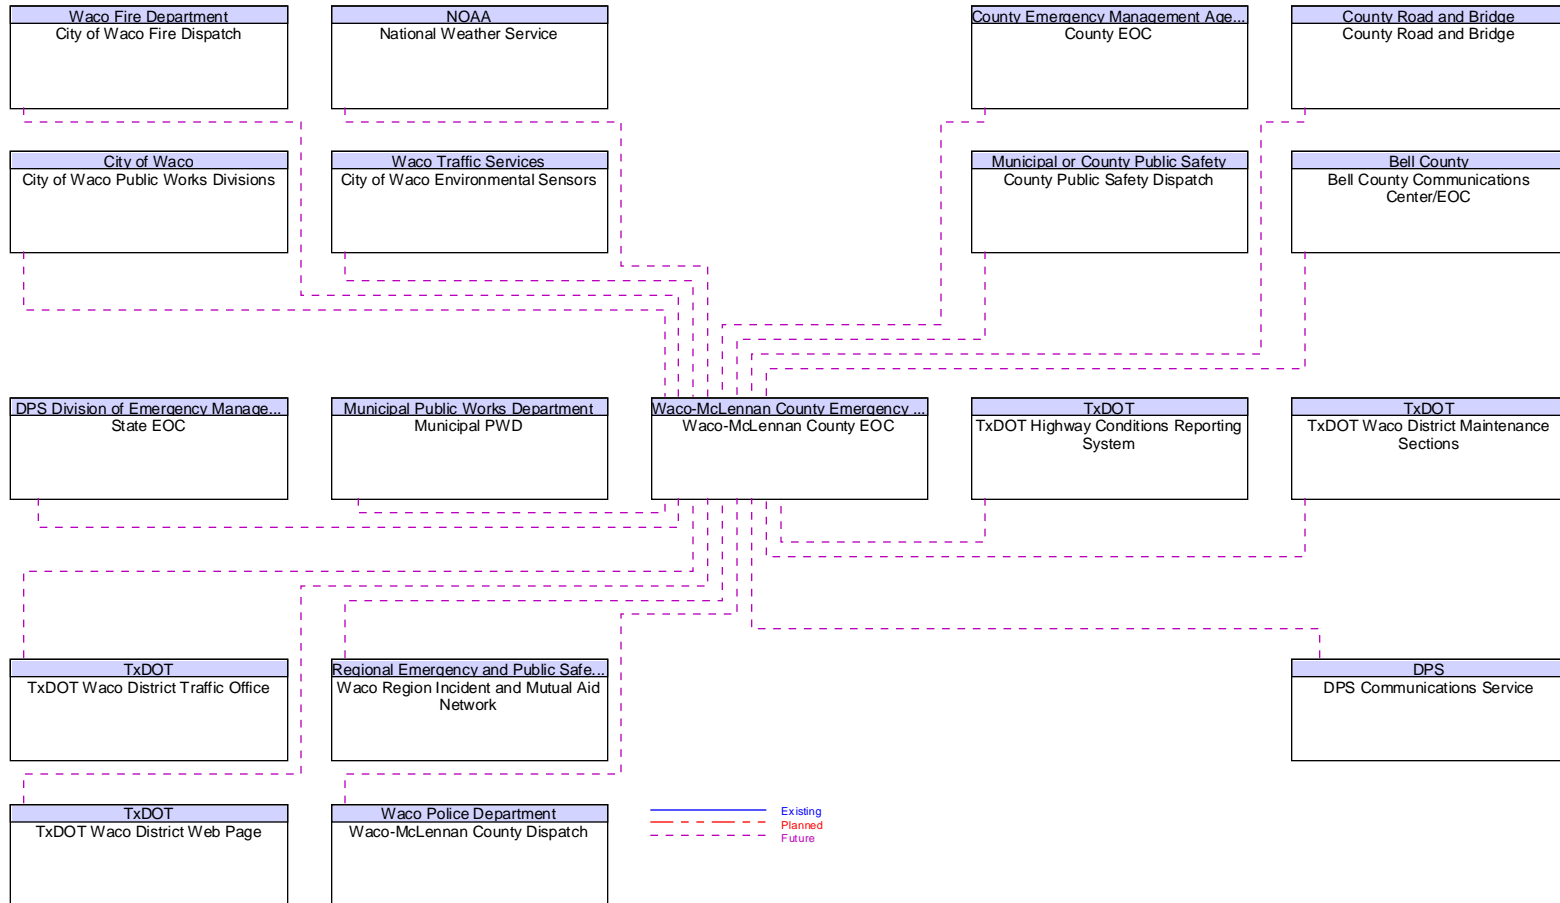 Waco Fire Department
City of Waco Fire Dispatch
NOAA
National Weather Service
County Emergency Management Age...
County EOC
County Road and Bridge
County Road and Bridge
City of Waco
City of Waco Public Works Divisions
Waco Traffic Services
City of Waco Environmental Sensors
Municipal or County Public Safety
County Public Safety Dispatch
Bell County
Bell County Communications
Center/EOC
DPS Division of Emergency Manage...
State EOC
Municipal Public Works Department
Municipal PWD
Waco-McLennan County Emergency ...
Waco-McLennan County EOC
TxDOT
TxDOT Highway Conditions Reporting
System
TxDOT
TxDOT Waco District Maintenance
Sections
TxDOT
TxDOT Waco District Traffic Office
Regional Emergency and Public Safe...
Waco Region Incident and Mutual Aid
Network
DPS
DPS Communications Service
TxDOT
TxDOT Waco District Web Page
Waco Police Department
Waco-McLennan County Dispatch
Existing
Planned
Future